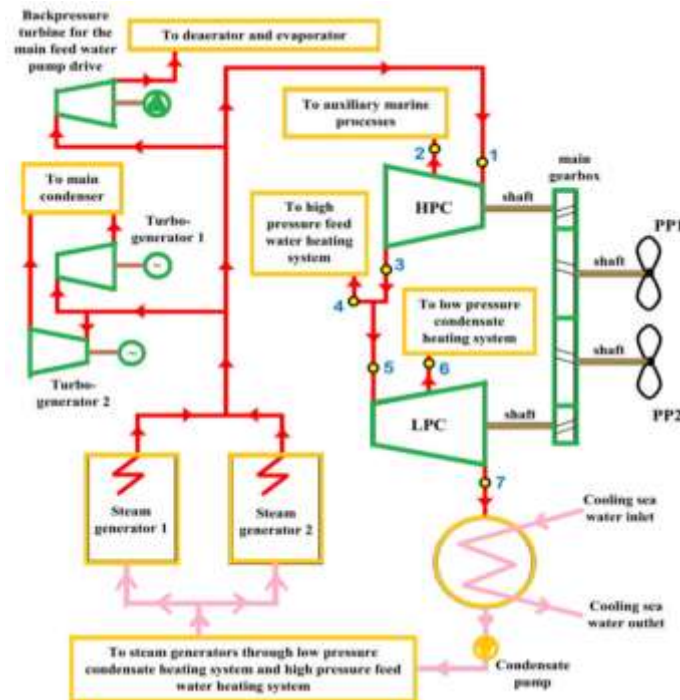 Backpressure
turbine for the
main feed water
pump drive
To deaerator and evaporator
To auxiliary marine
processes
2
1
main
gearbox
To main
condenser
Turbo-
generator 1
HPC
shaft
To high
pressure feed
water heating
system
3
4
PP1
shaft
To low pressure
condensate
heating system
5
6
Turbo-
generator 2
shaft
PP2
LPC
shaft
7
Steam
generator 1
Steam
generator 2
Cooling sea
water inlet
Cooling sea
water outlet
To steam generators through low pressure
condensate heating system and high pressure feed
water heating system
Condensate
pump